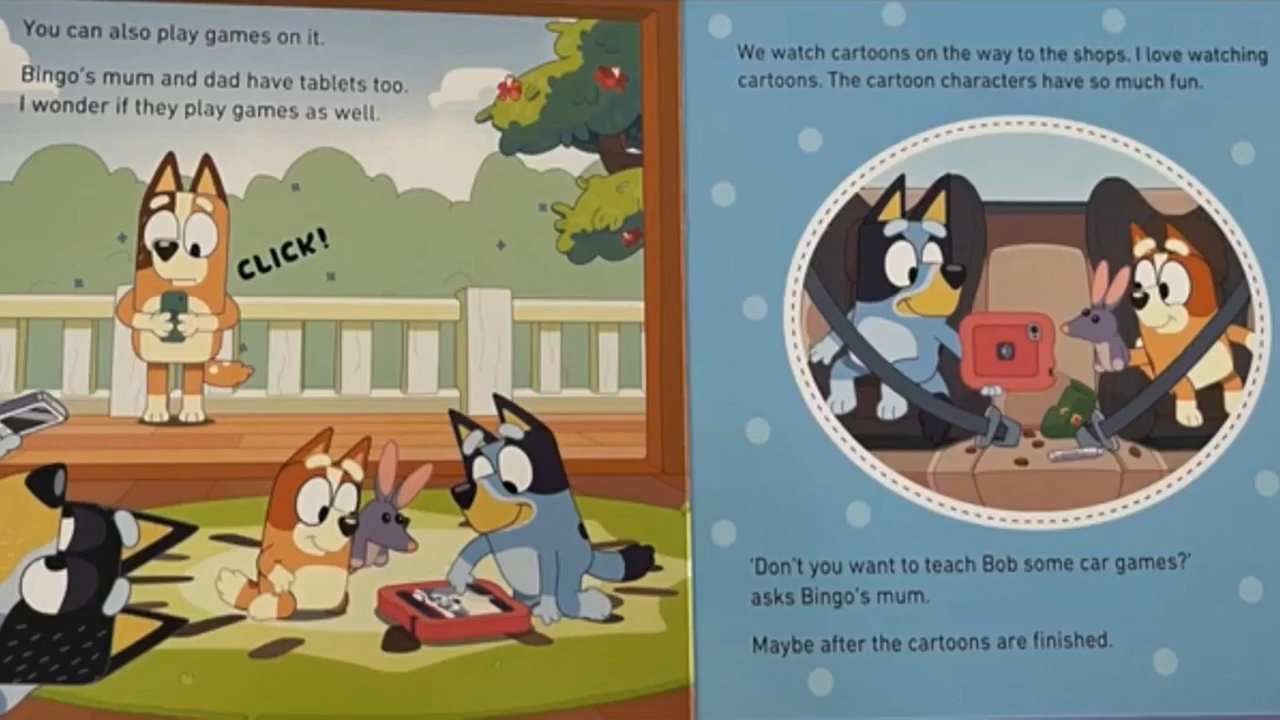 You can also play games on it.
Bingo's mum and dad have tablets too.
I wonder if they play games as well.
CLICK!
We watch cartoons on the way to the shops. I love watching
cartoons. The cartoon characters have so much fun.
'Don't you want to teach Bob some car games?'
asks Bingo's mum.
Maybe after the cartoons are finished.